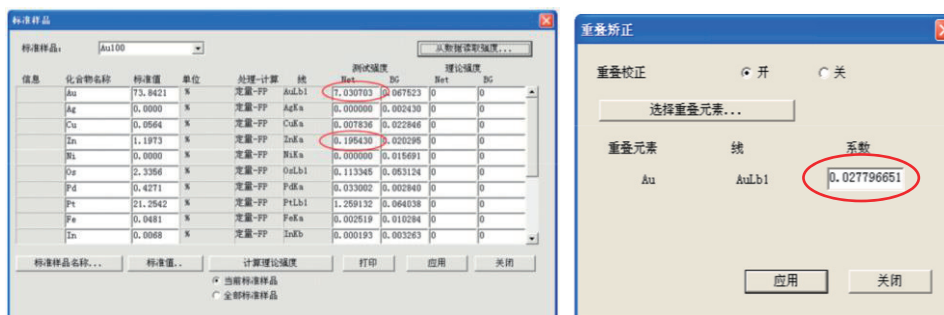 标准样品
标准样品: Au100 从数据读取强度...
测试强度 理论强度
信息 化合物名称 标准值 单位 处理-计算 线 Net BG Net BG
Au 73.8421 % 定量-FP AuLb1 7.030703 0.067523 0 0
Ag 0.0000 % 定量-FP AgKa 0.000000 0.002430 0 0
Cu 0.0564 % 定量-FP CuKa 0.007836 0.022846 0 0
Zn 1.1973 % 定量-FP ZnKa 0.195430 0.020295 0 0
Ni 0.0000 % 定量-FP NiKa 0.000000 0.015691 0 0
Os 2.3356 % 定量-FP OsLb1 0.113345 0.053124 0 0
Pd 0.4271 % 定量-FP PdKa 0.033002 0.002840 0 0
Pt 21.2542 % 定量-FP PtLb1 1.259132 0.064038 0 0
Fe 0.0481 % 定量-FP FeKa 0.002519 0.010284 0 0
In 0.0068 % 定量-FP InKb 0.000193 0.003263 0 0
标准样品名称... 标准值.. 计算理论强度 打印 应用 关闭
当前标准样品
全部标准样品
重叠矫正
重叠校正 开 关
选择重叠元素...
重叠元素 线 系数
Au AuLb1 0.027796651
应用 关闭